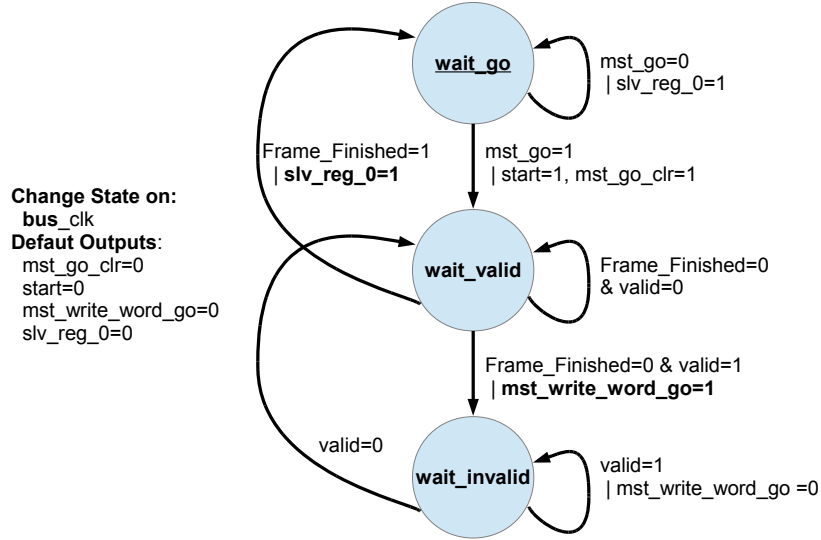 wait_go
mst_go=0
| slv_reg_0=1
Frame_Finished=1
| slv_reg_0=1
mst_go=1
| start=1, mst_go_clr=1
Change State on:
bus_clk
Defaut Outputs:
mst_go_clr=0
start=0
mst_write_word_go=0
slv_reg_0=0
wait_valid
Frame_Finished=0
& valid=0
Frame_Finished=0 & valid=1
| mst_write_word_go=1
valid=0
wait_invalid
valid=1
| mst_write_word_go =0